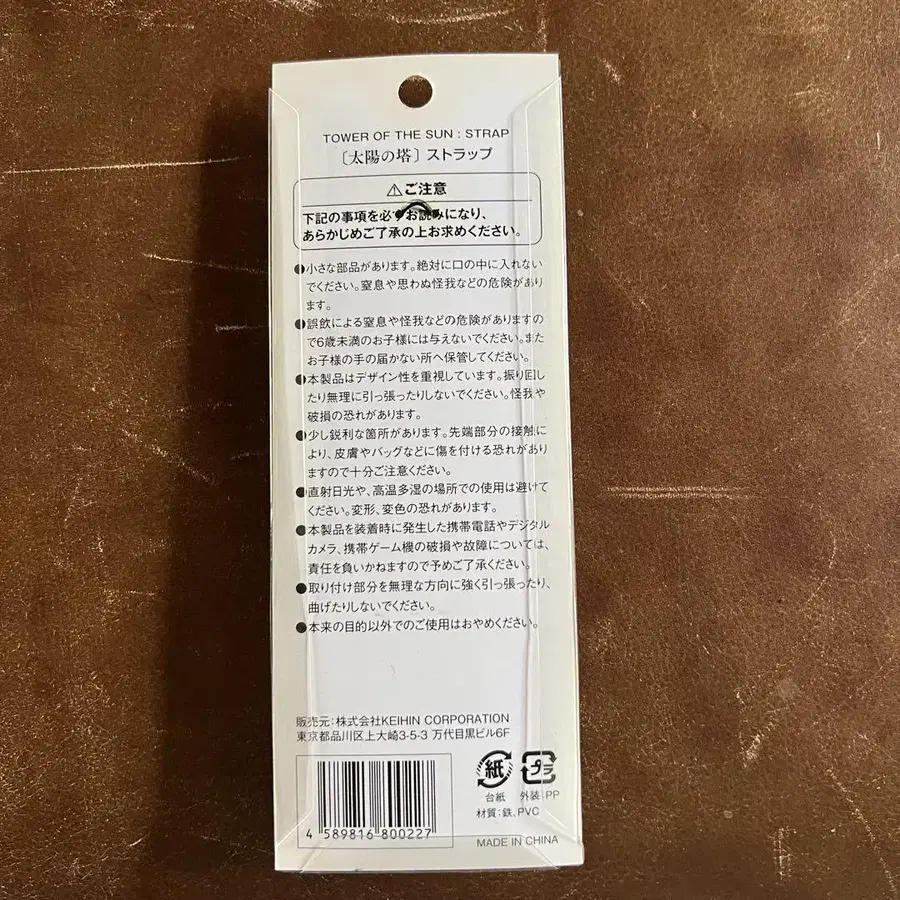 TOWER OF THE SUN : STRAP
〔太陽の塔〕ストラップ
⚠ご注意
下記の事項を必ずお読みになり、
あらかじめご了承の上お求めください。
●小さな部品があります。絶対に口の中に入れない
でください。窒息や思わぬ怪我などの危険があり
ます。
●誤飲による窒息や怪我などの危険がありますの
で6歳未満のお子様には与えないでください。また
お子様の手の届かない所へ保管してください。
●本製品はデザイン性を重視しています。振り回し
たり無理に引っ張ったりしないでください。怪我や
破損の恐れがあります。
●少し鋭利な箇所があります。先端部分の接触に
より、皮膚やバッグなどに傷を付ける恐れがあり
ますので十分ご注意ください。
●直射日光や、高温多湿の場所での使用は避けて
ください。変形、変色の恐れがあります。
●本製品を装着時に発生した携帯電話やデジタル
カメラ、携帯ゲーム機の破損や故障については、
責任を負いかねますので予めご了承ください。
●取り付け部分を無理な方向に強く引っ張ったり、
曲げたりしないでください。
●本来の目的以外でのご使用はおやめください。
販売元:株式会社KEIHIN CORPORATION
東京都品川区上大崎3-5-3 万代目黒ビル6F
紙 プラ
台紙 外装:PP
材質:鉄、PVC
4 589816 800227
MADE IN CHINA